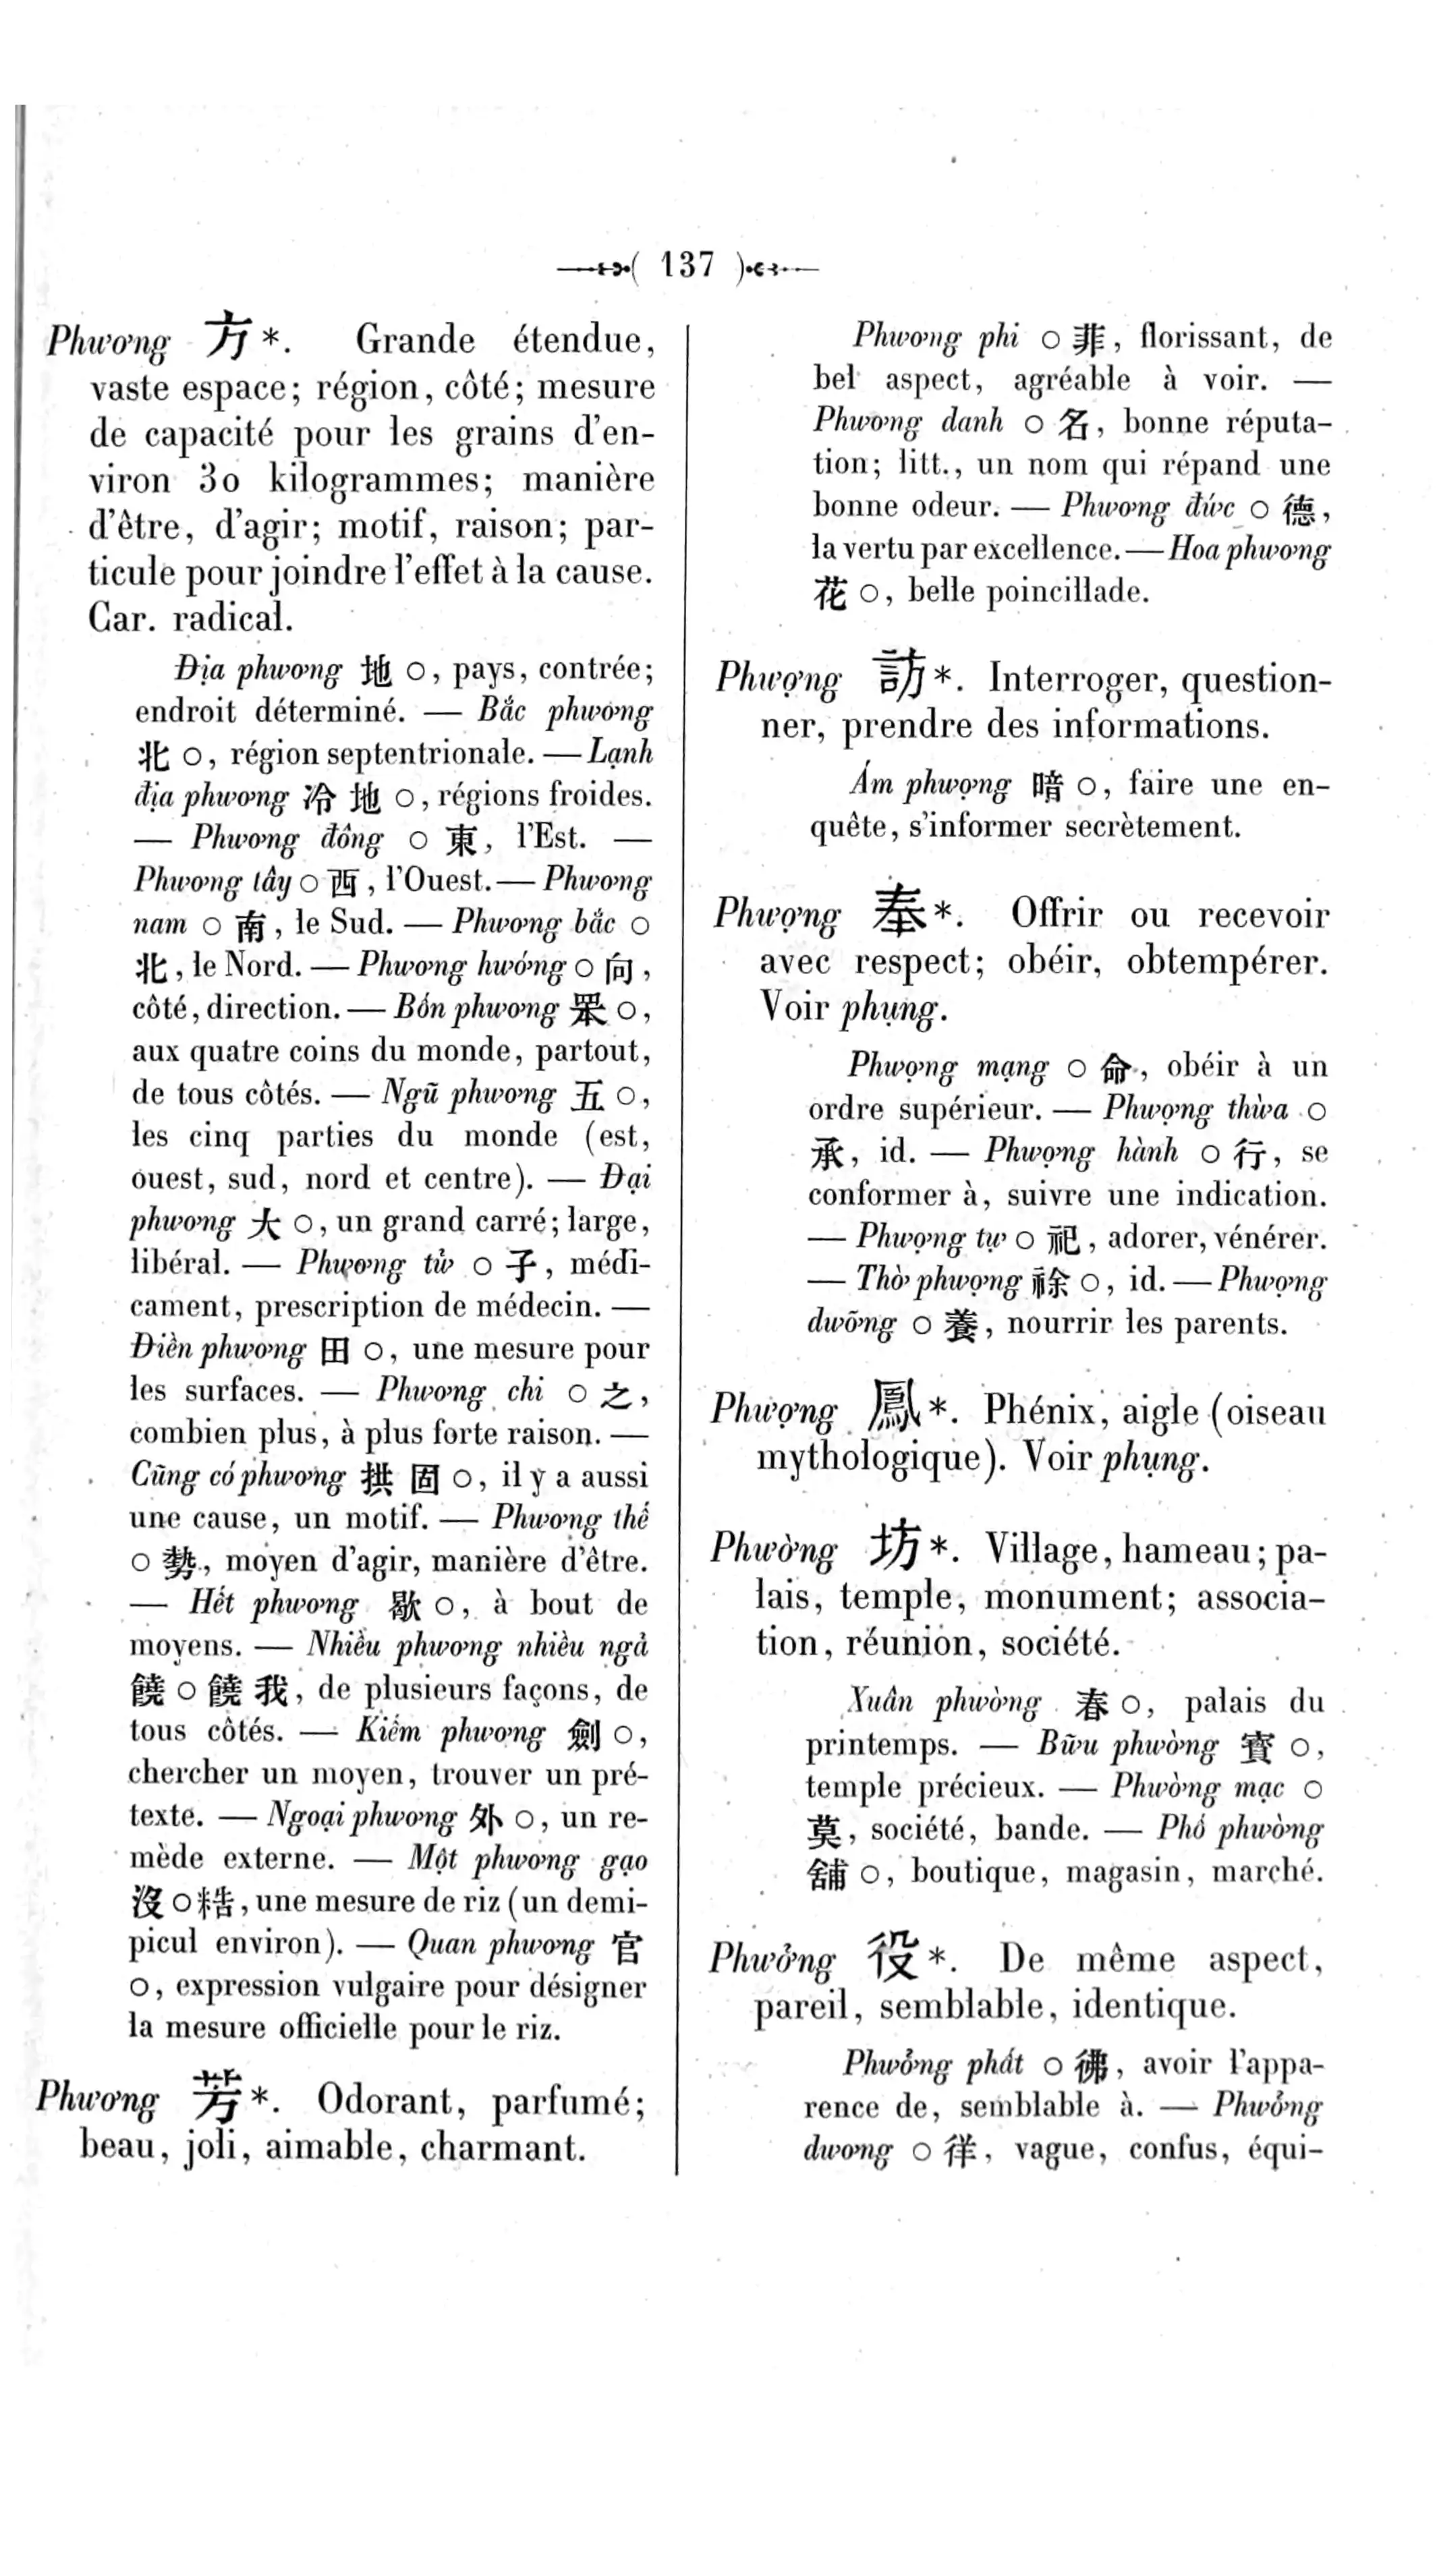 ( 137 )
Phương 方*. Grande étendue,
vaste espace; région, côté; mesure
de capacité pour les grains d'en-
viron 30 kilogrammes; manière
d'être, d'agir; motif, raison; par-
ticule pour joindre l'effet à la cause.
Car. radical.
Địa phương 地 ○, pays, contrée;
endroit déterminé. — Bắc phương
北 ○, région septentrionale. — Lạnh
địa phương 冷 地 ○, régions froides.
— Phương đông ○ 東, l'Est. —
Phương tây ○ 西, l'Ouest. — Phương
nam ○ 南, le Sud. — Phương bắc ○
北, le Nord. — Phương hướng ○ 向,
côté, direction. — Bốn phương 罘 ○,
aux quatre coins du monde, partout,
de tous côtés. — Ngũ phương 五 ○,
les cinq parties du monde (est,
ouest, sud, nord et centre). — Đại
phương 大 ○, un grand carré; large,
libéral. — Phương tử ○ 子, médi-
cament, prescription de médecin. —
Điền phương 田 ○, une mesure pour
les surfaces. — Phương chi ○ 之,
combien plus, à plus forte raison. —
Cũng có phương 拱 固 ○, il y a aussi
une cause, un motif. — Phương thế
○ 勢, moyen d'agir, manière d'être.
— Hết phương 歇 ○, à bout de
moyens. — Nhiều phương nhiều ngả
饒 ○ 饒 我, de plusieurs façons, de
tous côtés. — Kiếm phương 劍 ○,
chercher un moyen, trouver un pré-
texte. — Ngoại phương 外 ○, un re-
mède externe. — Một phương gạo
沒 ○ 𥽌, une mesure de riz (un demi-
picul environ). — Quan phương 官
○, expression vulgaire pour désigner
la mesure officielle pour le riz.
Phương 芳*. Odorant, parfumé;
beau, joli, aimable, charmant.
Phương phi ○ 菲, florissant, de
bel aspect, agréable à voir. —
Phương danh ○ 名, bonne réputa-
tion; litt., un nom qui répand une
bonne odeur. — Phương đức ○ 德,
la vertu par excellence. — Hoa phương
花 ○, belle poincillade.
Phượng 訪*. Interroger, question-
ner, prendre des informations.
Ám phượng 暗 ○, faire une en-
quête, s'informer secrètement.
Phượng 奉*. Offrir ou recevoir
avec respect; obéir, obtempérer.
Voir phụng.
Phượng mạng ○ 命, obéir à un
ordre supérieur. — Phượng thừa ○
承, id. — Phượng hành ○ 行, se
conformer à, suivre une indication.
— Phượng tự ○ 祀, adorer, vénérer.
— Thờ phượng 𥙒 ○, id. — Phượng
dưỡng ○ 養, nourrir les parents.
Phượng 鳳*. Phénix, aigle (oiseau
mythologique). Voir phụng.
Phường 坊*. Village, hameau; pa-
lais, temple, monument; associa-
tion, réunion, société.
Xuân phường 春 ○, palais du
printemps. — Bữu phường 寶 ○,
temple précieux. — Phường mạc ○
莫, société, bande. — Phố phường
舖 ○, boutique, magasin, marché.
Phưởng 役*. De même aspect,
pareil, semblable, identique.
Phưởng phất ○ 彿, avoir l'appa-
rence de, semblable à. — Phưởng
dương ○ 徉, vague, confus, équi-